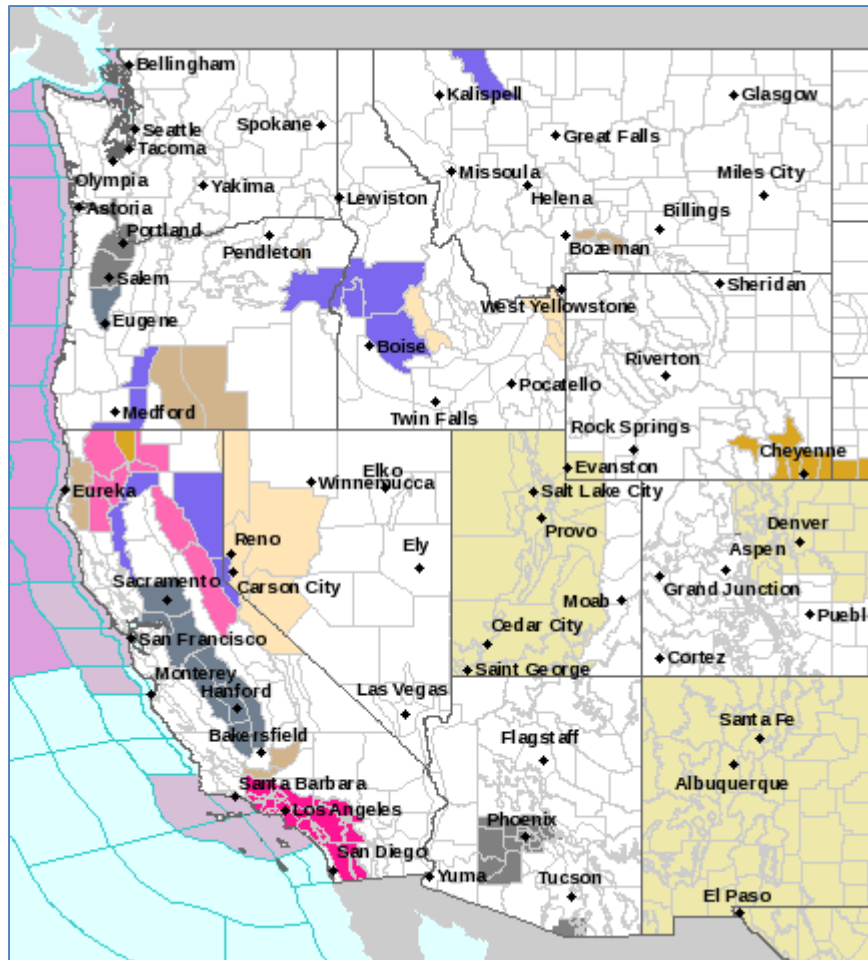 Bellingham
Kalispell
Glasgow
Seattle
Spokane
Great Falls
Tacoma
Missoula
Olympia
Yakima
Helena
Miles City
Lewiston
Astoria
Billings
Portland
Bozeman
Pendleton
Salem
Sheridan
West Yellowstone
Eugene
Boise
Riverton
Pocatello
Medford
Twin Falls
Rock Springs
Cheyenne
Elko
Evanston
Winnemucca
Eureka
Salt Lake City
Provo
Denver
Reno
Ely
Aspen
Sacramento
Carson City
Grand Junction
Moab
Puebl
San Francisco
Cedar City
Cortez
Saint George
Monterey
Hanford
Las Vegas
Bakersfield
Santa Fe
Flagstaff
Albuquerque
Santa Barbara
Los Angeles
Phoenix
San Diego
Yuma
Tucson
El Paso